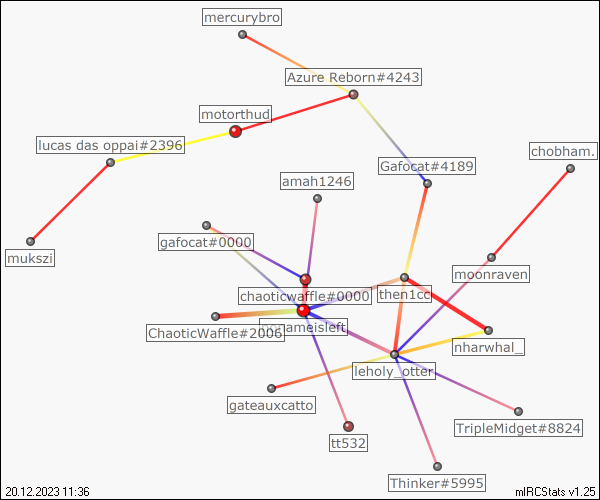 mercurybro
Azure Reborn#4243
motorthud
lucas das oppai#2396
chobham.
Gafocat#4189
amah1246
gafocat#0000
mukszi
moonraven
chaoticwaffle#0000
then1cc
nonameisleft
ChaoticWaffle#2006
nharwhal_
leholy_otter
gateauxcatto
TripleMidget#8824
tt532
Thinker#5995
20.12.2023 11:36
mIRCStats v1.25